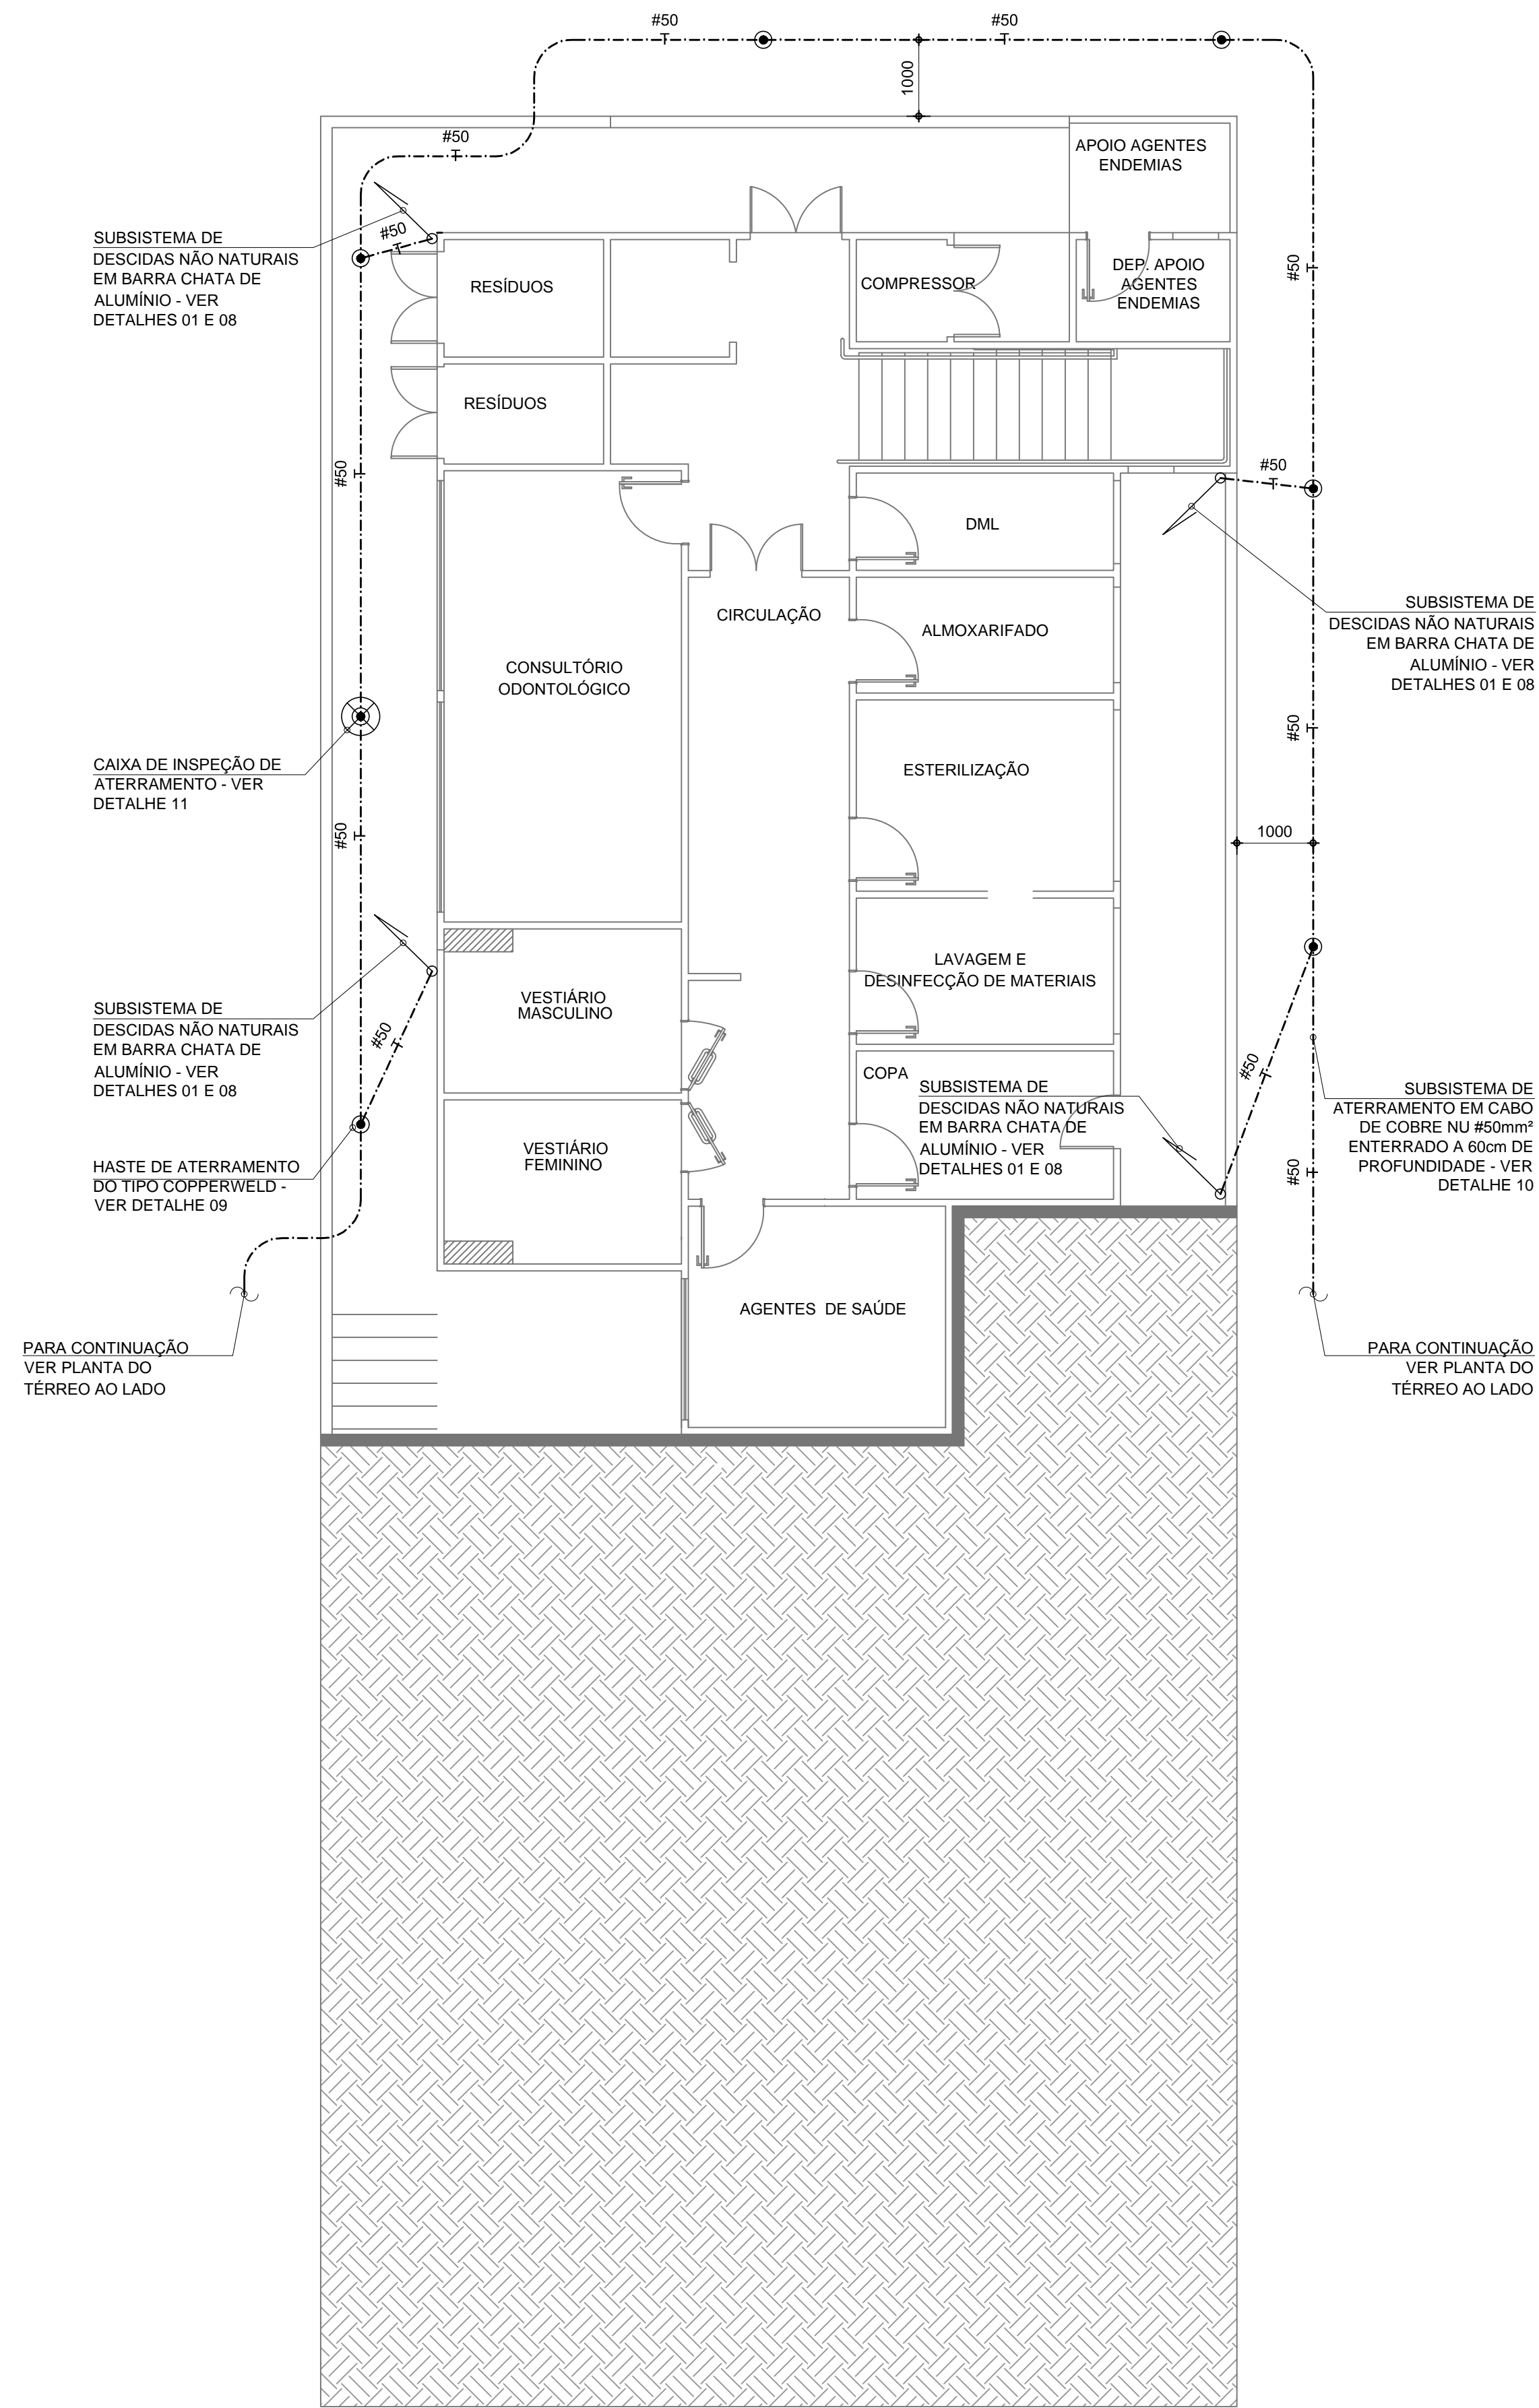 #50
#50
1000
#50
APOIO AGENTES
ENDEMIAS
SUBSISTEMA DE
DESCIDAS NÃO NATURAIS
EM BARRA CHATA DE
ALUMÍNIO - VER
DETALHES 01 E 08
#50
RESÍDUOS
COMPRESSOR
DEP. APOIO
AGENTES
ENDEMIAS
#50
RESÍDUOS
#50
#50
DML
SUBSISTEMA DE
DESCIDAS NÃO NATURAIS
EM BARRA CHATA DE
ALUMÍNIO - VER
DETALHES 01 E 08
CIRCULAÇÃO
ALMOXARIFADO
CONSULTÓRIO
ODONTOLÓGICO
#50
CAIXA DE INSPEÇÃO DE
ATERRAMENTO - VER
DETALHE 11
ESTERILIZAÇÃO
#50
1000
LAVAGEM E
DESINFECÇÃO DE MATERIAIS
SUBSISTEMA DE
DESCIDAS NÃO NATURAIS
EM BARRA CHATA DE
ALUMÍNIO - VER
DETALHES 01 E 08
#50
VESTIÁRIO
MASCULINO
COPA
SUBSISTEMA DE
DESCIDAS NÃO NATURAIS
EM BARRA CHATA DE
ALUMÍNIO - VER
DETALHES 01 E 08
#50
SUBSISTEMA DE
ATERRAMENTO EM CABO
DE COBRE NU #50mm²
ENTERRADO A 60cm DE
PROFUNDIDADE - VER
DETALHE 10
#50
HASTE DE ATERRAMENTO
DO TIPO COPPERWELD -
VER DETALHE 09
VESTIÁRIO
FEMININO
AGENTES DE SAÚDE
PARA CONTINUAÇÃO
VER PLANTA DO
TÉRREO AO LADO
PARA CONTINUAÇÃO
VER PLANTA DO
TÉRREO AO LADO